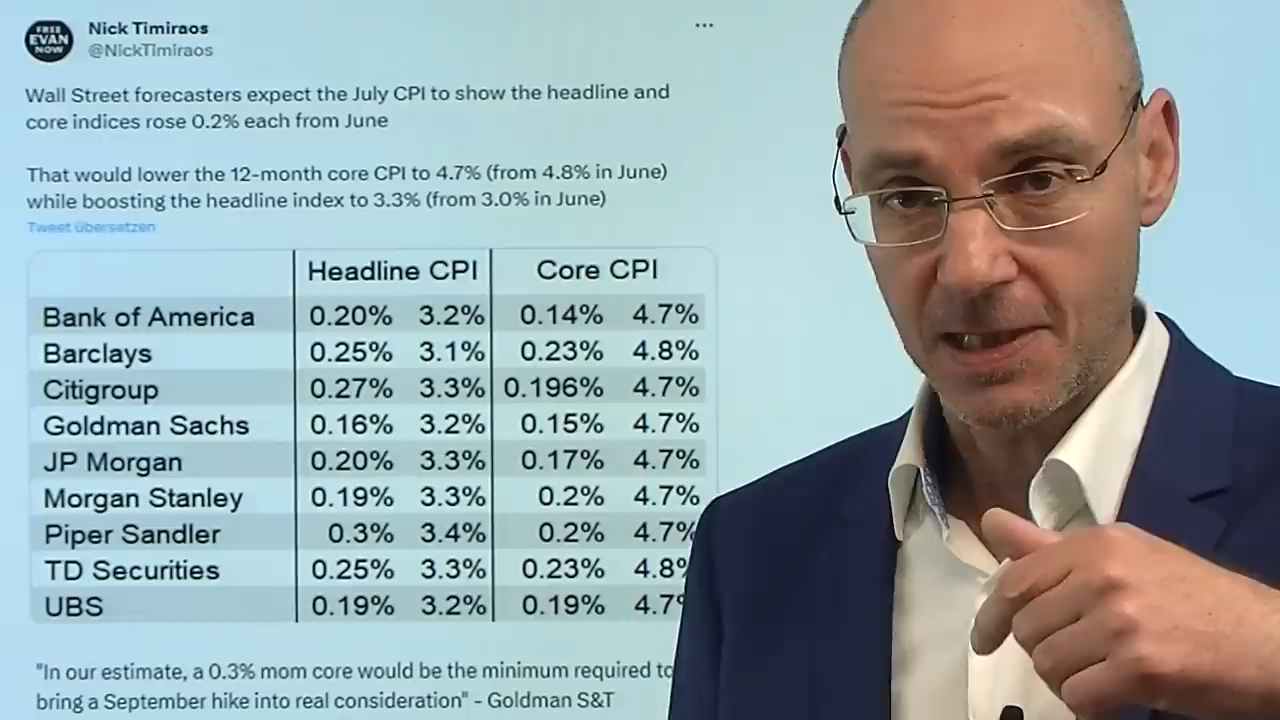 FREE
EVAN
NOW
Nick Timiraos
@NickTimiraos
...
Wall Street forecasters expect the July CPI to show the headline and
core indices rose 0.2% each from June
That would lower the 12-month core CPI to 4.7% (from 4.8% in June)
while boosting the headline index to 3.3% (from 3.0% in June)
Tweet übersetzen
Headline CPI Core CPI
Bank of America 0.20% 3.2% 0.14% 4.7%
Barclays 0.25% 3.1% 0.23% 4.8%
Citigroup 0.27% 3.3% 0.196% 4.7%
Goldman Sachs 0.16% 3.2% 0.15% 4.7%
JP Morgan 0.20% 3.3% 0.17% 4.7%
Morgan Stanley 0.19% 3.3% 0.2% 4.7%
Piper Sandler 0.3% 3.4% 0.2% 4.7%
TD Securities 0.25% 3.3% 0.23% 4.8%
UBS 0.19% 3.2% 0.19% 4.7%
"In our estimate, a 0.3% mom core would be the minimum required to
bring a September hike into real consideration" - Goldman S&T